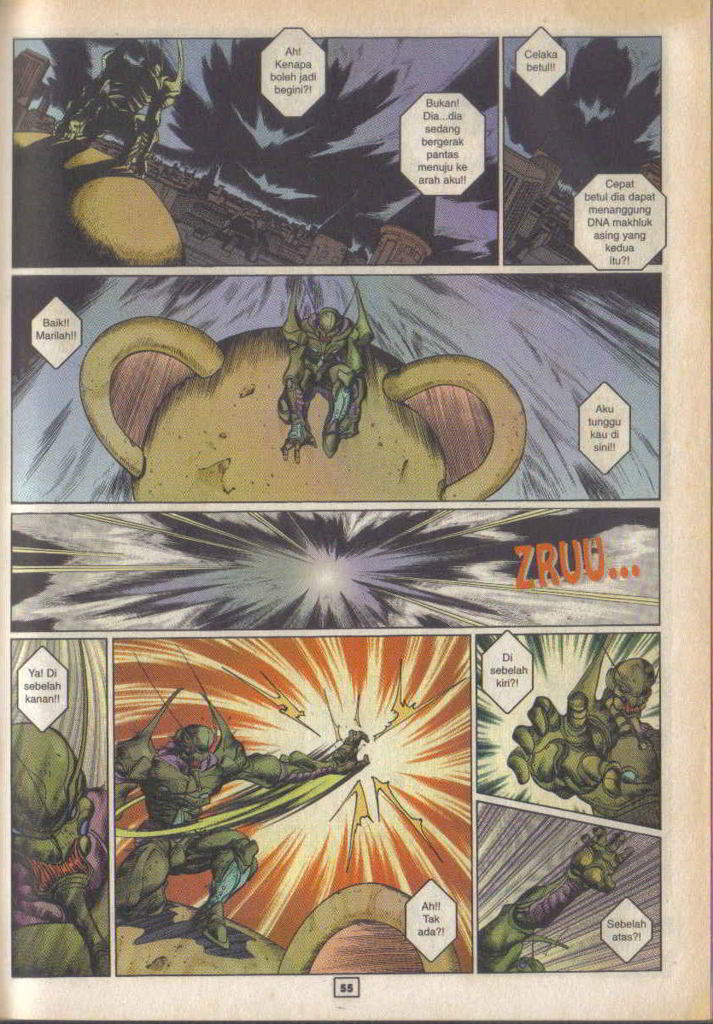 Ah!
Kenapa
boleh jadi
begini?!
Bukan!
Dia...dia
sedang
bergerak
pantas
menuju ke
arah aku!!
Celaka
betul!!
Cepat
betul dia dapat
menanggung
DNA makhluk
asing yang
kedua
itu?!
Baik!!
Marilah!!
Aku
tunggu
kau di
sini!!
ZRUU...
Ya! Di
sebelah
kanan!!
Ah!!
Tak
ada?!
Di
sebelah
kiri?!
Sebelah
atas?!
55